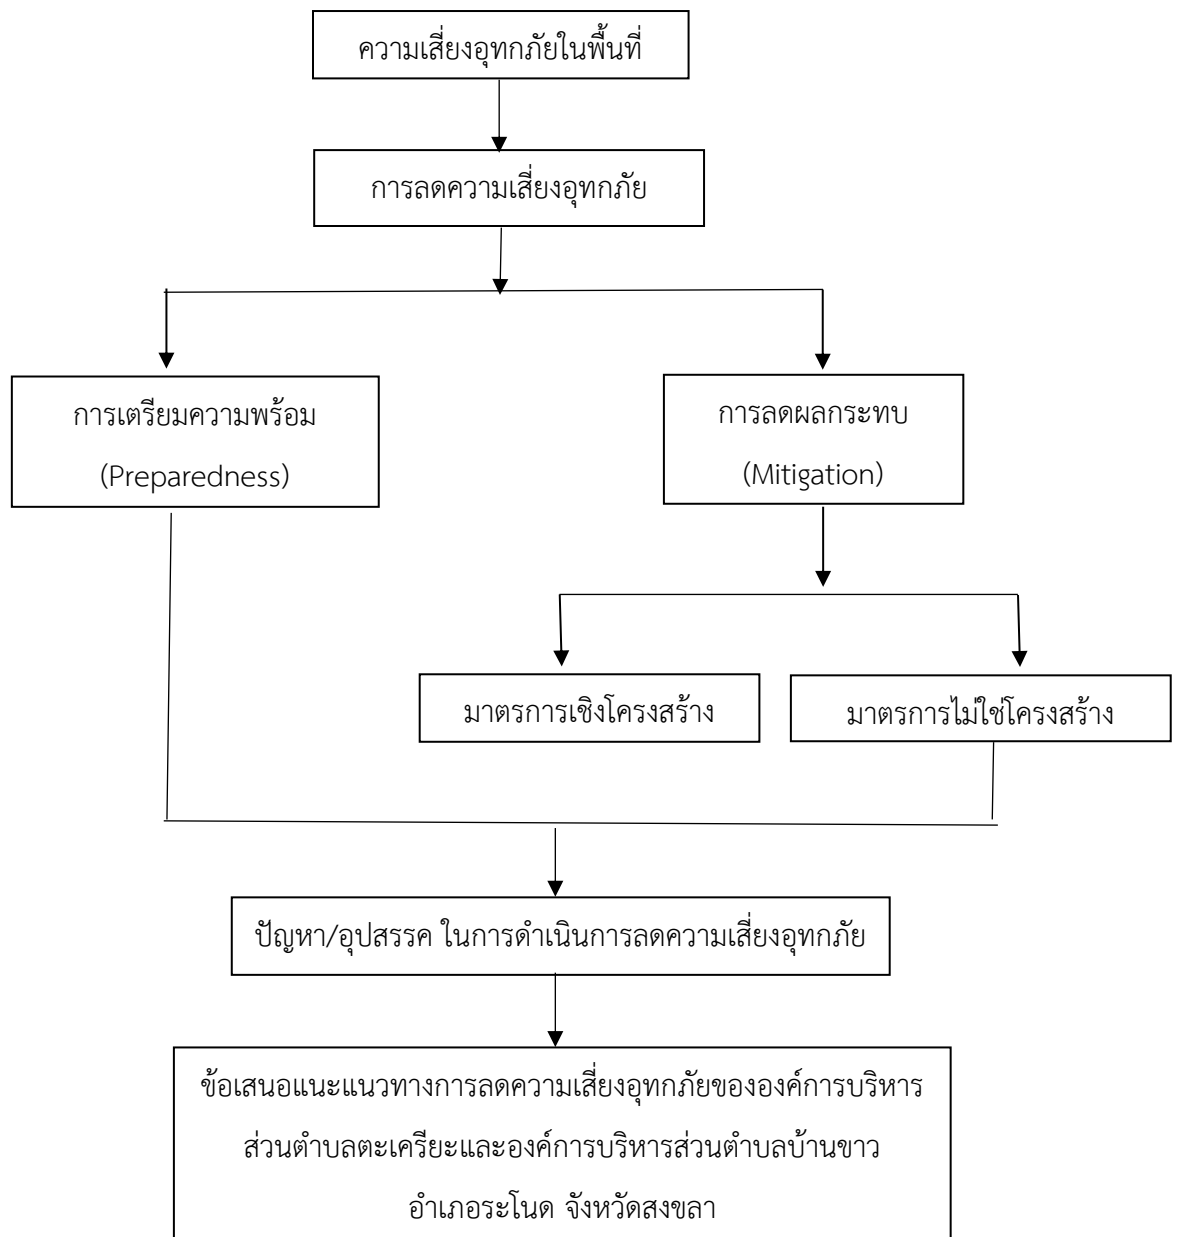 ความเสี่ยงอุทกภัยในพื้นที่
การลดความเสี่ยงอุทกภัย
การเตรียมความพร้อม
(Preparedness)
การลดผลกระทบ
(Mitigation)
มาตรการเชิงโครงสร้าง
มาตรการไม่ใช่โครงสร้าง
ปัญหา/อุปสรรค ในการดำเนินการลดความเสี่ยงอุทกภัย
ข้อเสนอแนะแนวทางการลดความเสี่ยงอุทกภัยขององค์การบริหาร
ส่วนตำบลตะเครียะและองค์การบริหารส่วนตำบลบ้านขาว
อำเภอระโนด จังหวัดสงขลา